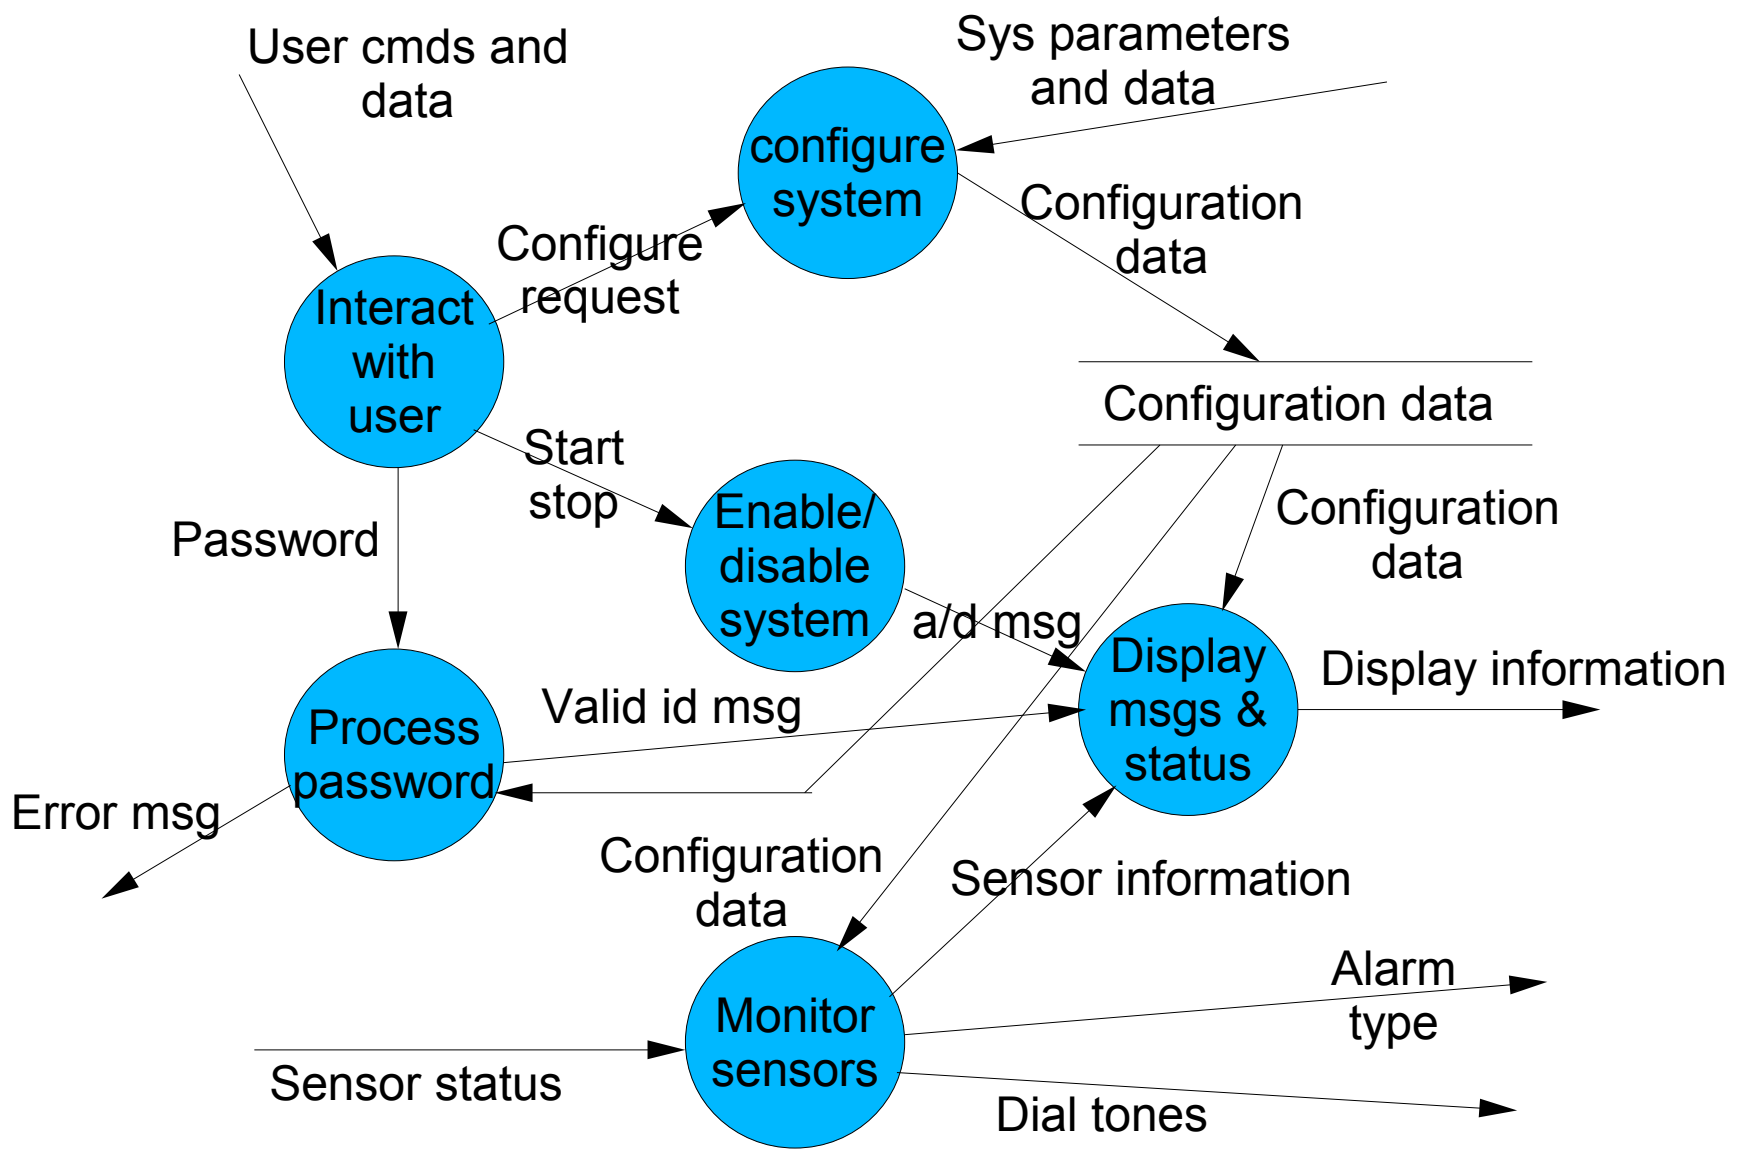 User cmds and
data
Sys parameters
and data
configure
system
Configuration
data
Configure
request
Interact
with
user
Configuration data
Start
stop
Enable/
disable
system
Configuration
data
Password
a/d msg
Display
msgs &
status
Display information
Valid id msg
Process
password
Error msg
Configuration
data
Sensor information
Alarm
type
Monitor
sensors
Sensor status
Dial tones